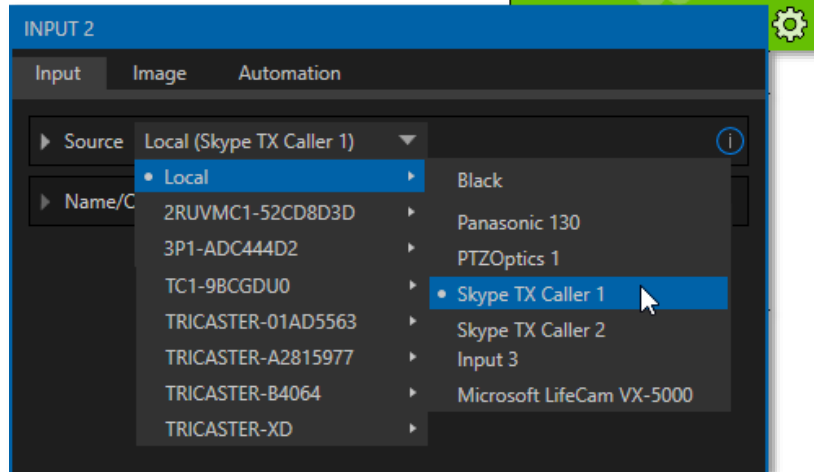 INPUT 2
Input Image Automation
Source Local (Skype TX Caller 1)
Name/C
Local
2RUVMC1-52CD8D3D
3P1-ADC444D2
TC1-9BCGDU0
TRICASTER-01AD5563
TRICASTER-A2815977
TRICASTER-B4064
TRICASTER-XD
Black
Panasonic 130
PTZOptics 1
Skype TX Caller 1
Skype TX Caller 2
Input 3
Microsoft LifeCam VX-5000